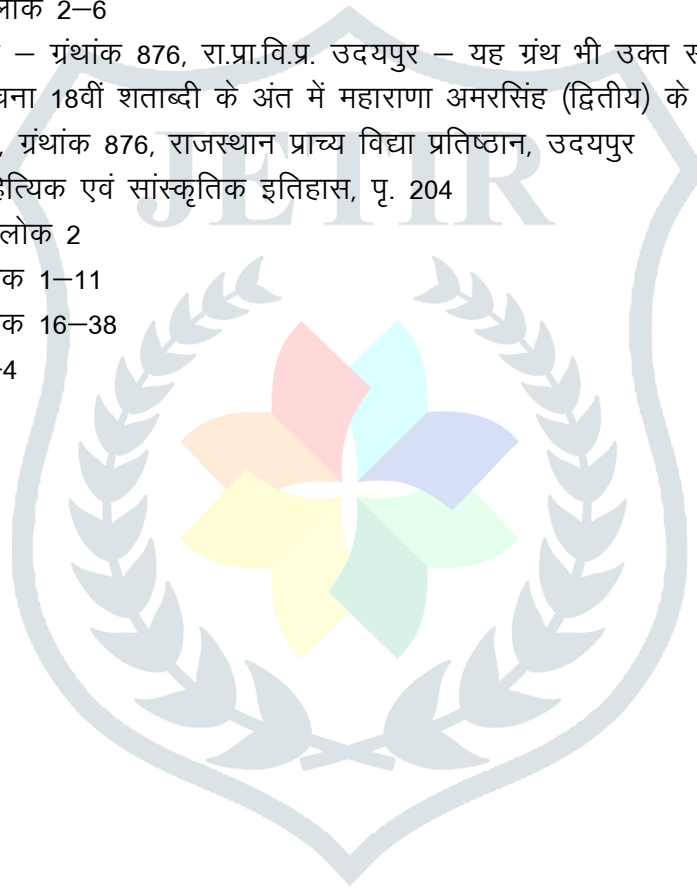 लोक 2–6
– ग्रंथांक 876, रा.प्रा.वि.प्र. उदयपुर – यह ग्रंथ भी उक्त
18वीं शताब्दी के अंत में महाराणा अमरसिंह (द्वितीय) के
, ग्रंथांक 876, राजस्थान प्राच्य विद्या प्रतिष्ठान, उदयपुर
हित्यिक एवं सांस्कृतिक इतिहास, पृ. 204
लोक 2
क 1–11
क 16–38
–4
JETIR